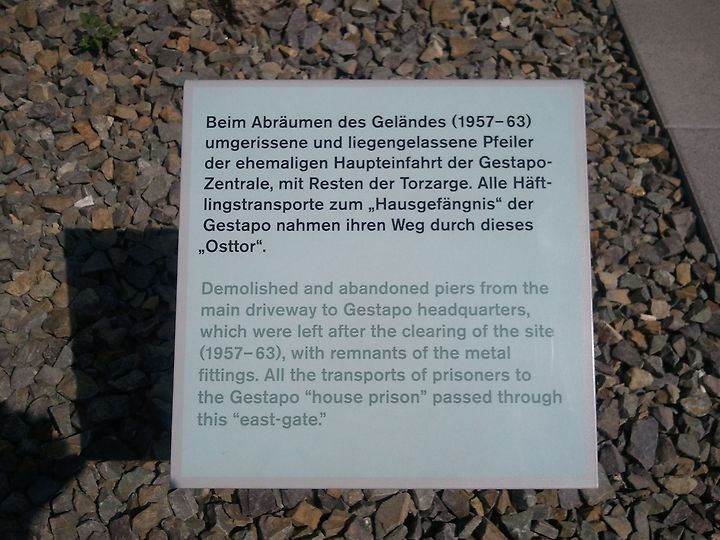 Beim Abräumen des Geländes (1957–63)
umgerissene und liegengelassene Pfeiler
der ehemaligen Haupteinfahrt der Gestapo-
Zentrale, mit Resten der Torzarge. Alle Häft-
lingstransporte zum „Hausgefängnis“ der
Gestapo nahmen ihren Weg durch dieses
„Osttor“.
Demolished and abandoned piers from the
main driveway to Gestapo headquarters,
which were left after the clearing of the site
(1957–63), with remnants of the metal
fittings. All the transports of prisoners to
the Gestapo “house prison” passed through
this “east-gate.”